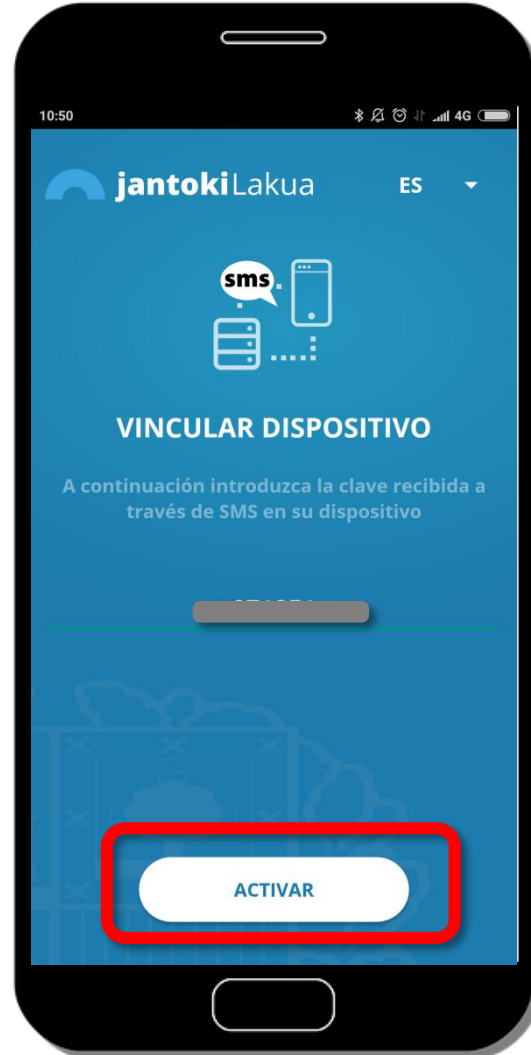 10:50
4G
jantokiLakua
ES
sms
VINCULAR DISPOSITIVO
A continuación introduzca la clave recibida a
través de SMS en su dispositivo
ACTIVAR